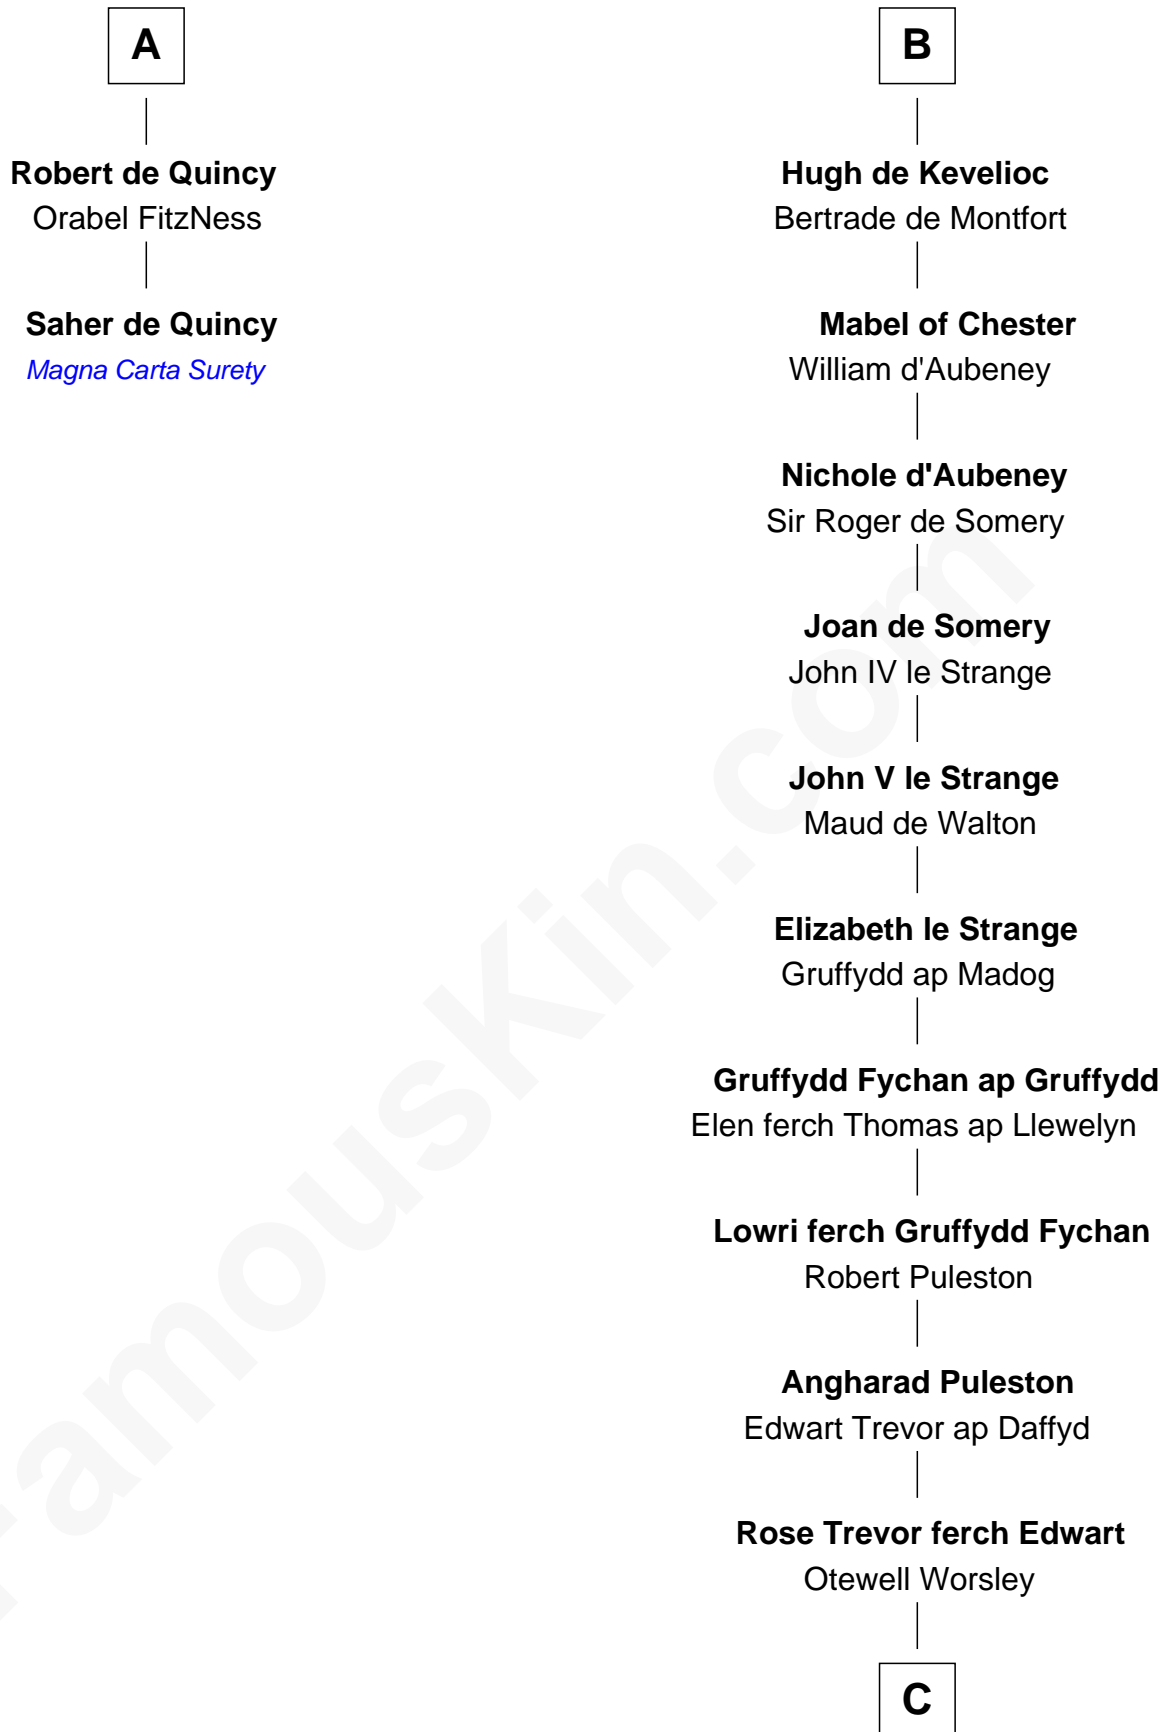 A
Robert de Quincy
Orabel FitzNess
Saher de Quincy
Magna Carta Surety
B
Hugh de Kevelioc
Bertrade de Montfort
Mabel of Chester
William d'Aubeney
Nichole d'Aubeney
Sir Roger de Somery
Joan de Somery
John IV le Strange
John V le Strange
Maud de Walton
Elizabeth le Strange
Gruffydd ap Madog
Gruffydd Fychan ap Gruffydd
Elen ferch Thomas ap Llewelyn
Lowri ferch Gruffydd Fychan
Robert Puleston
Angharad Puleston
Edwart Trevor ap Daffyd
Rose Trevor ferch Edwart
Otewell Worsley
C
FamousKin.com